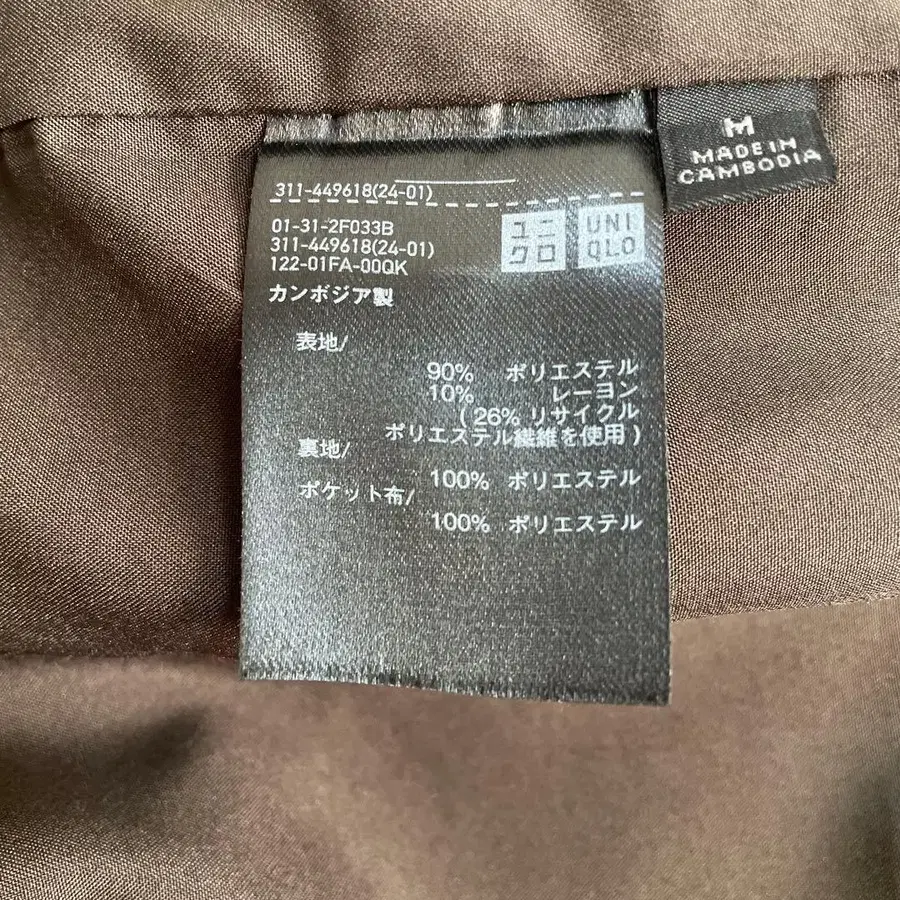 311-449618(24-01)
01-31-2F033B
311-449618(24-01)
122-01FA-00QK
カンボジア製
ユニ
クロ
UNI
QLO
M
MADE IN
CAMBODIA
表地/
90% ポリエステル
10% レーヨン
( 26% リサイクル
ポリエステル繊維を使用 )
裏地/
100% ポリエステル
ポケット布/
100% ポリエステル